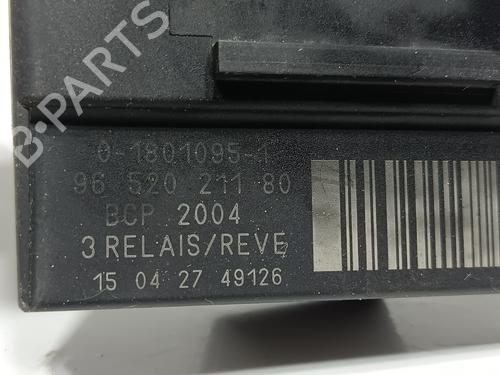 B-PARTS
0-1801095-1
96 520 211 80
BCP 2004
3 RELAIS/REVE
15 04 27 49126